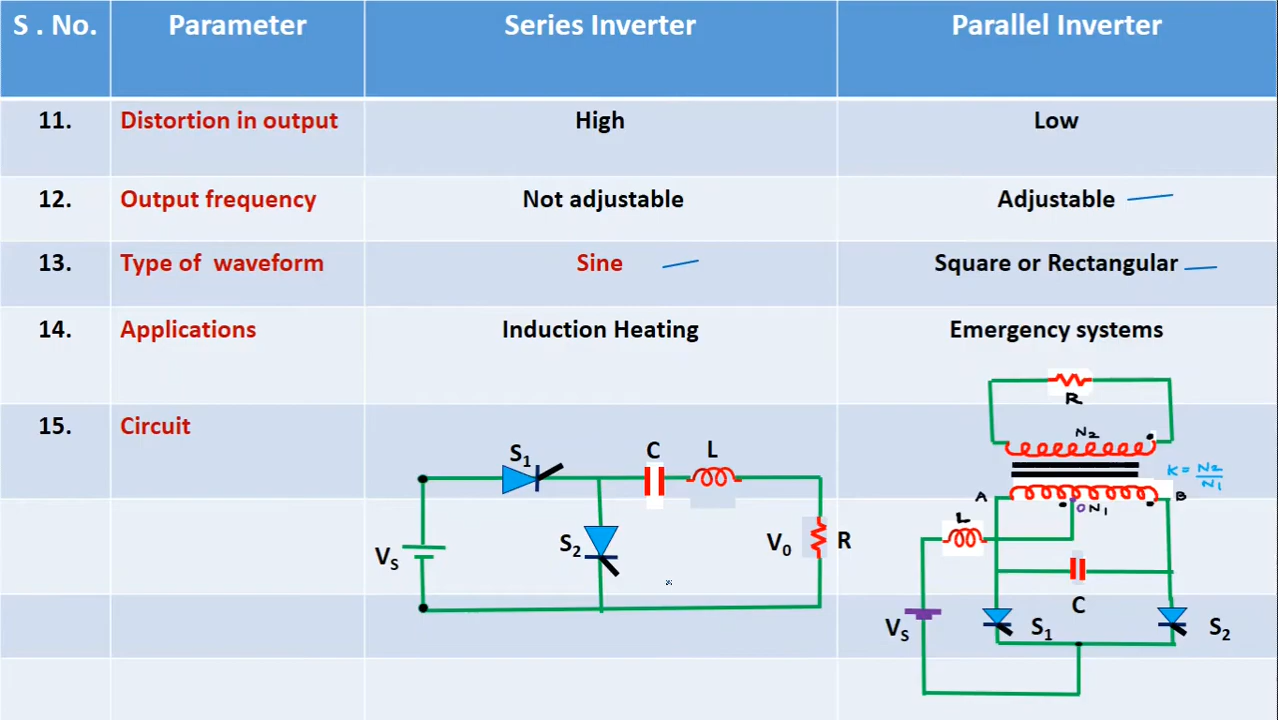 S . No. Parameter Series Inverter Parallel Inverter
11. Distortion in output High Low
12. Output frequency Not adjustable Adjustable
13. Type of waveform Sine Square or Rectangular
14. Applications Induction Heating Emergency systems
15. Circuit
S1 C L
VS S2 V0 R
R
N2
K = N2/N1
A O N1 B
L
C
VS S1 S2